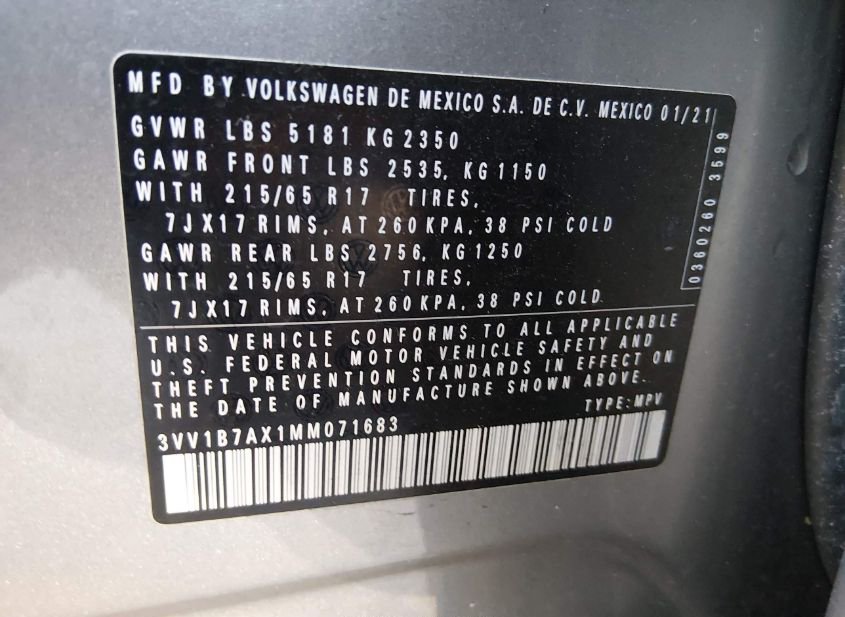 MFD BY VOLKSWAGEN DE MEXICO S.A. DE C.V. MEXICO 01/21
GVWR LBS 5181 KG 2350
GAWR FRONT LBS 2535, KG 1150
WITH 215/65 R17 TIRES,
7JX17 RIMS, AT 260 KPA, 38 PSI COLD
GAWR REAR LBS 2756, KG 1250
WITH 215/65 R17 TIRES,
7JX17 RIMS, AT 260 KPA, 38 PSI COLD
0360260 3599
THIS VEHICLE CONFORMS TO ALL APPLICABLE
U.S. FEDERAL MOTOR VEHICLE SAFETY AND
THEFT PREVENTION STANDARDS IN EFFECT ON
THE DATE OF MANUFACTURE SHOWN ABOVE.
TYPE: MPV
3VV1B7AX1MM071683